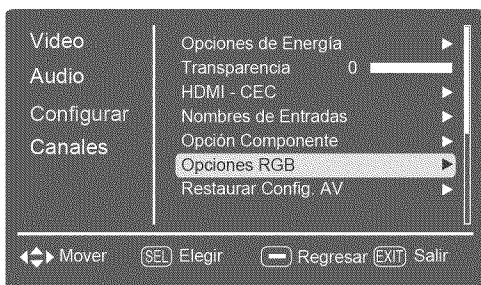 Video
Audio
Configurar
Canales
Opciones de Energía
Transparencia 0
HDMI - CEC
Nombres de Entradas
Opción Componente
Opciones RGB
Restaurar Config. AV
Mover SEL Elegir Regresar EXIT Salir